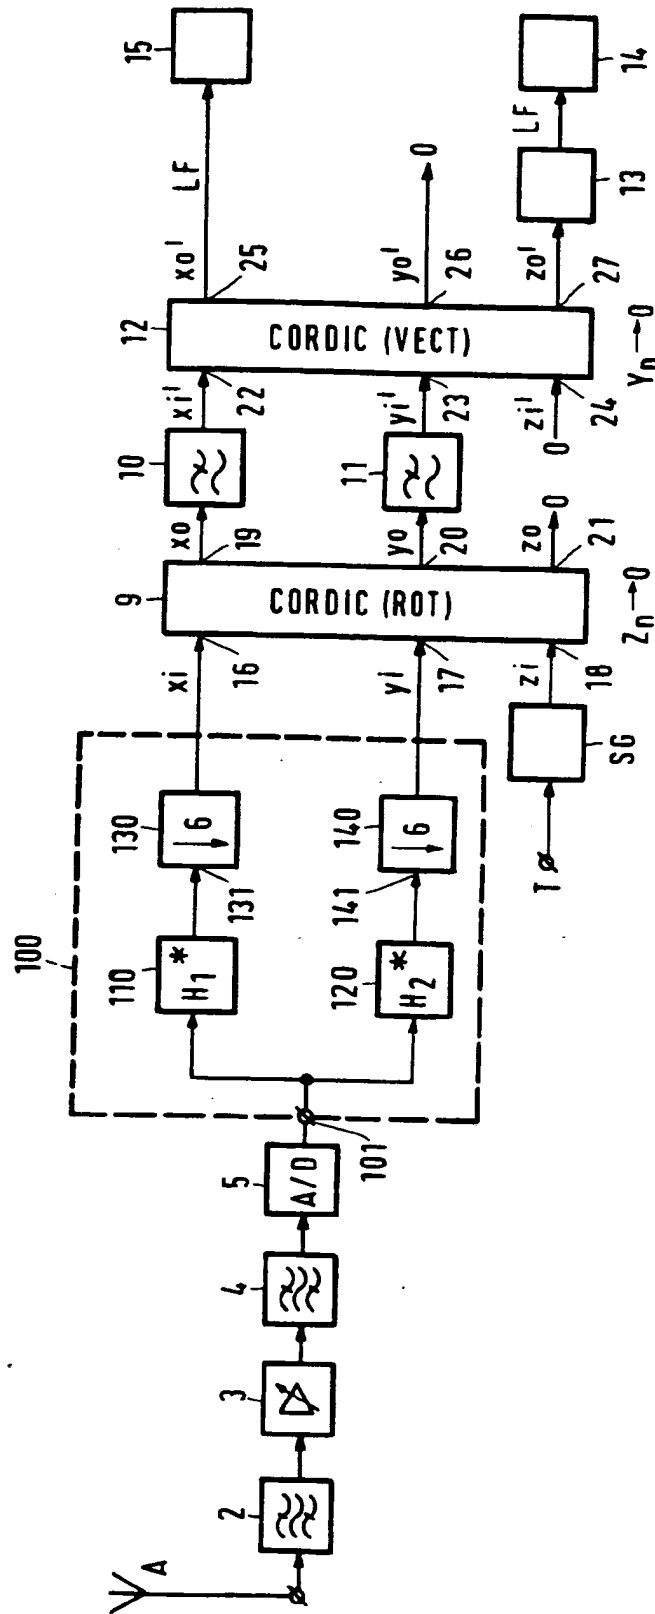 A
2
3
4
5
A/D
101
100
110
H1*
120
H2*
130
↓6
131
140
↓6
141
T
SG
xi
16
yi
17
zi
18
9
CORDIC (ROT)
Zn→0
xo
19
yo
20
zo
21
0
10
11
xi'
22
yi'
23
zi'
24
0
12
CORDIC (VECT)
Yn→0
xo'
25
yo'
26
zo'
27
LF
0
13
LF
14
15